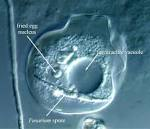 fried egg
nucleus
contractile vacuole
Fusarium spore